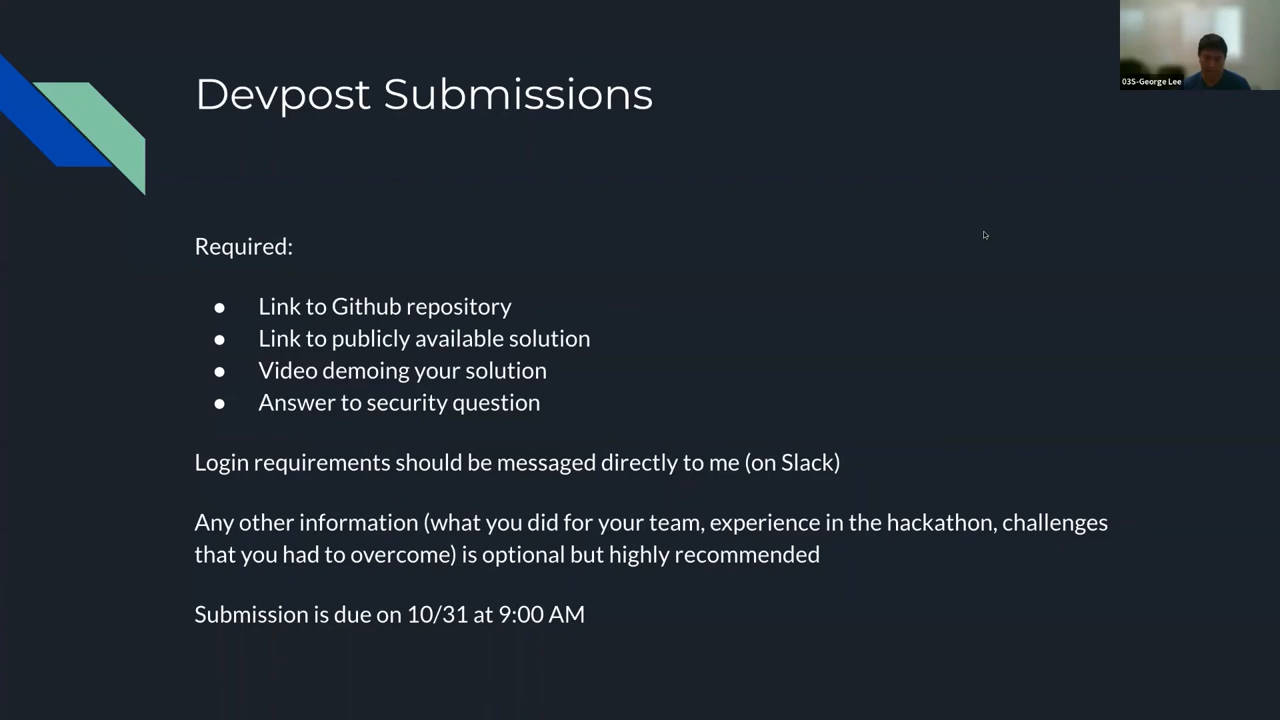 Devpost Submissions
03S-George Lee
Required:
● Link to Github repository
● Link to publicly available solution
● Video demoing your solution
● Answer to security question
Login requirements should be messaged directly to me (on Slack)
Any other information (what you did for your team, experience in the hackathon, challenges
that you had to overcome) is optional but highly recommended
Submission is due on 10/31 at 9:00 AM